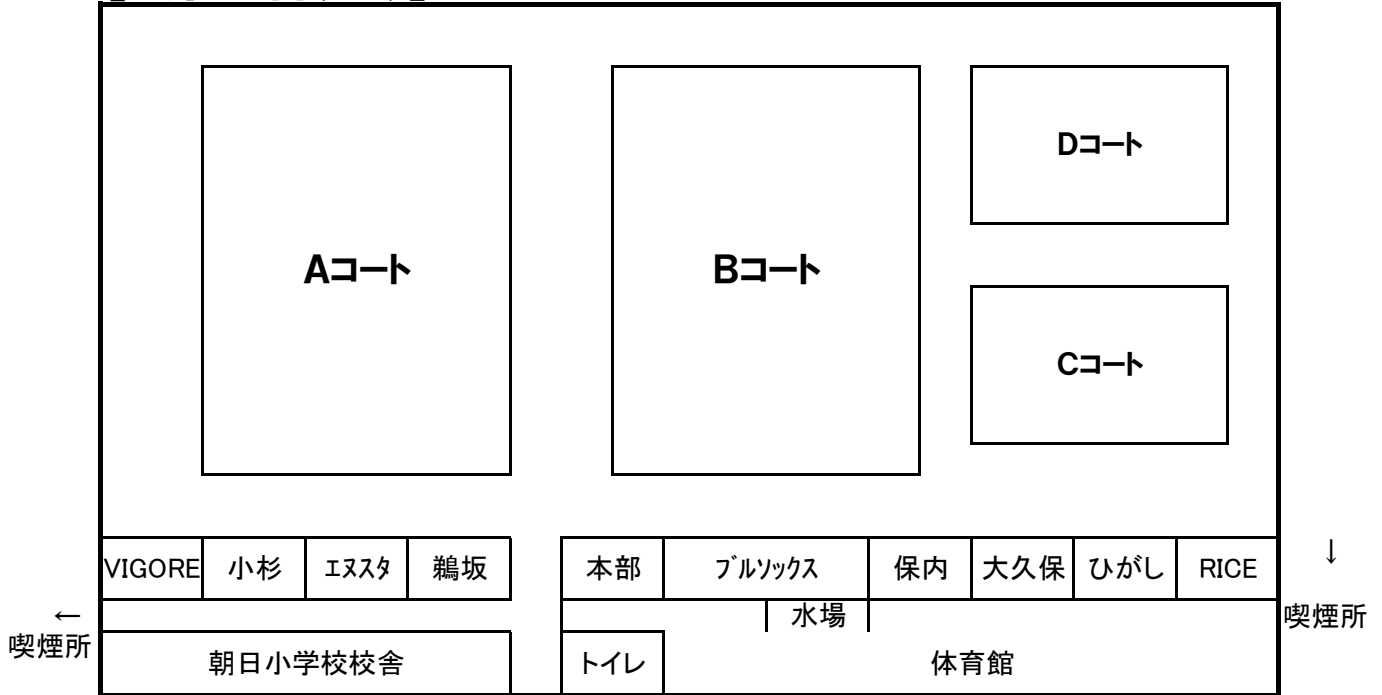 Dコート
Aコート
Bコート
Cコート
VIGORE 小杉 ｴﾇｽﾀ 鵜坂 本部 ﾌﾞﾙｿｯｸｽ 保内 大久保 ひがし RICE
↓
←
水場
喫煙所
喫煙所
朝日小学校校舎 トイレ 体育館